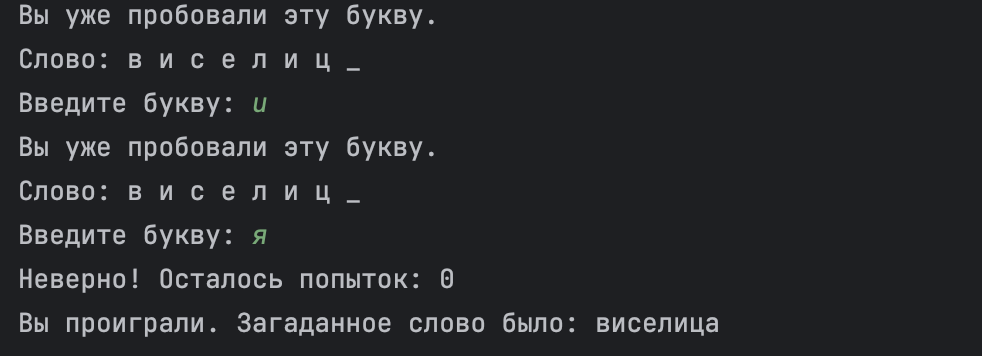 Вы уже пробовали эту букву.
Слово: в и с е л и ц _
Введите букву: и
Вы уже пробовали эту букву.
Слово: в и с е л и ц _
Введите букву: я
Неверно! Осталось попыток: 0
Вы проиграли. Загаданное слово было: виселица